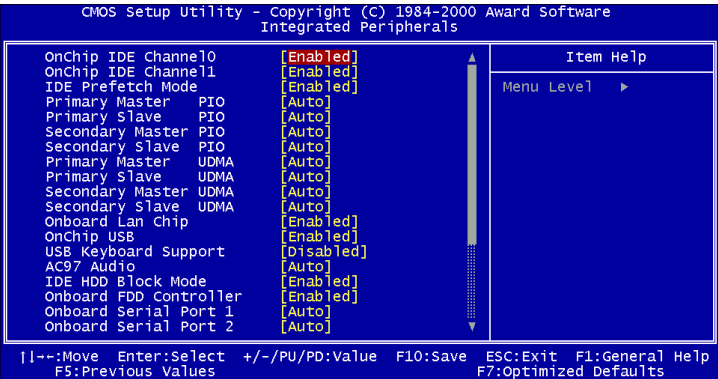 CMOS Setup Utility - Copyright (C) 1984-2000 Award Software
Integrated Peripherals
OnChip IDE Channel0 [Enabled]
OnChip IDE Channel1 [Enabled]
IDE Prefetch Mode [Enabled]
Primary Master PIO [Auto]
Primary Slave PIO [Auto]
Secondary Master PIO [Auto]
Secondary Slave PIO [Auto]
Primary Master UDMA [Auto]
Primary Slave UDMA [Auto]
Secondary Master UDMA [Auto]
Secondary Slave UDMA [Auto]
Onboard Lan Chip [Enabled]
OnChip USB [Enabled]
USB Keyboard Support [Disabled]
AC97 Audio [Auto]
IDE HDD Block Mode [Enabled]
Onboard FDD Controller [Enabled]
Onboard Serial Port 1 [Auto]
Onboard Serial Port 2 [Auto]
Item Help
Menu Level ▶
↑↓→←:Move Enter:Select +/-/PU/PD:Value F10:Save ESC:Exit F1:General Help
F5:Previous Values F7:Optimized Defaults